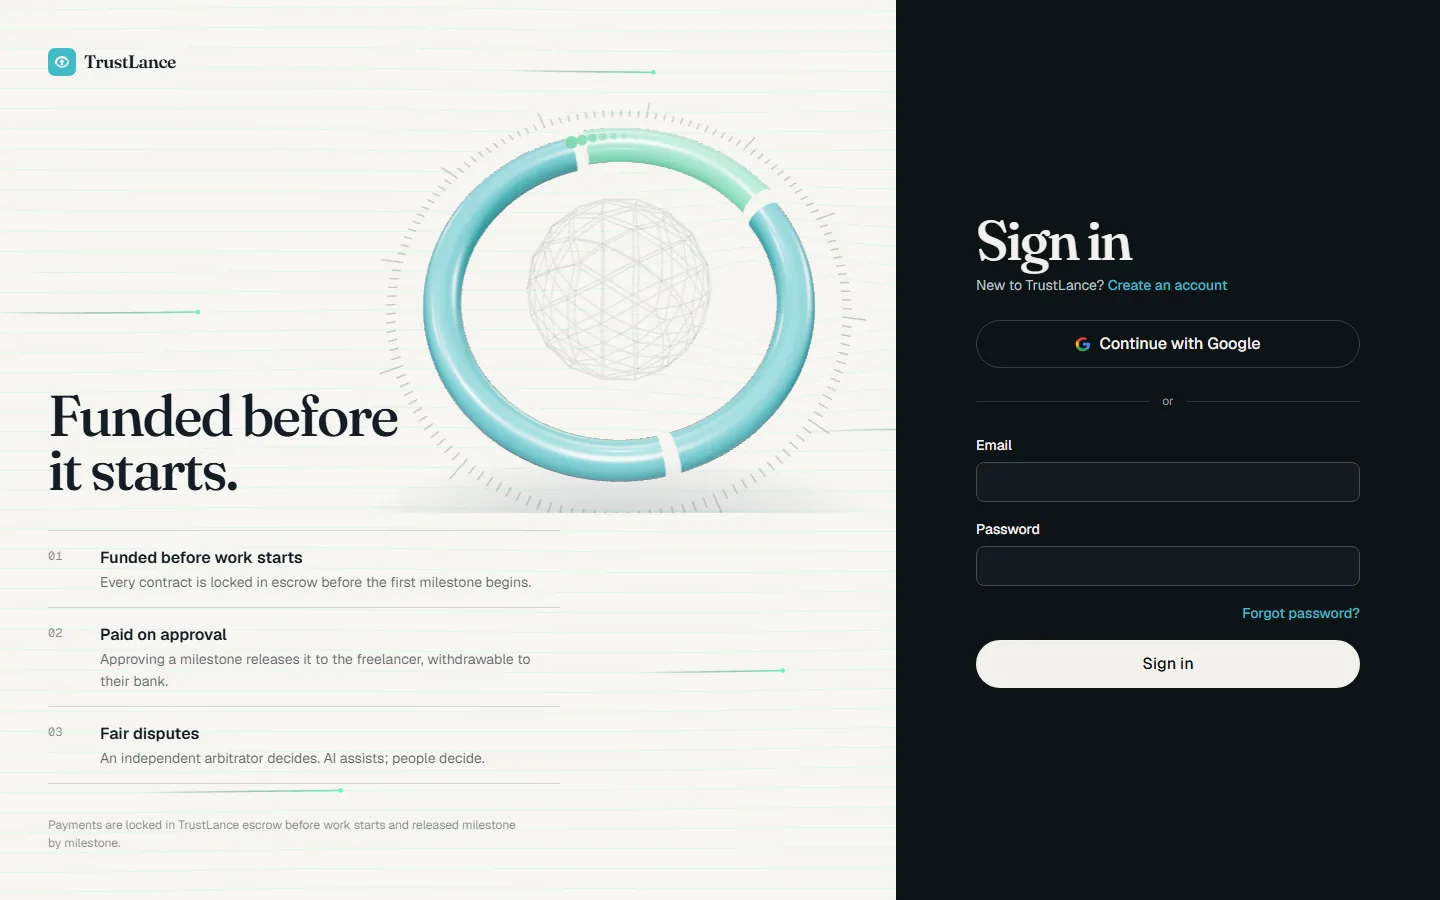 TrustLance
Funded before
it starts.
01
Funded before work starts
Every contract is locked in escrow before the first milestone begins.
02
Paid on approval
Approving a milestone releases it to the freelancer, withdrawable to
their bank.
03
Fair disputes
An independent arbitrator decides. AI assists; people decide.
Payments are locked in TrustLance escrow before work starts and released milestone
by milestone.
Sign in
New to TrustLance? Create an account
Continue with Google
or
Email
Password
Forgot password?
Sign in